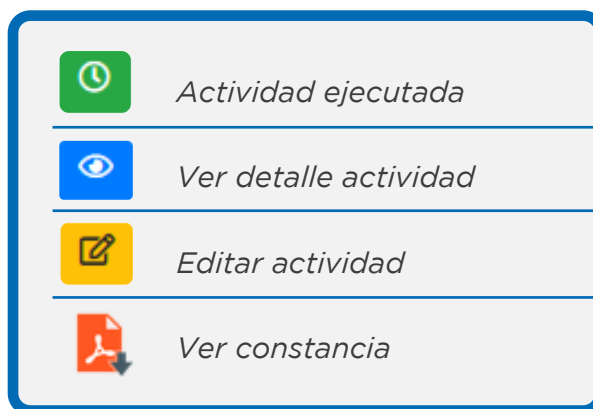 Actividad ejecutada
Ver detalle actividad
Editar actividad
Ver constancia